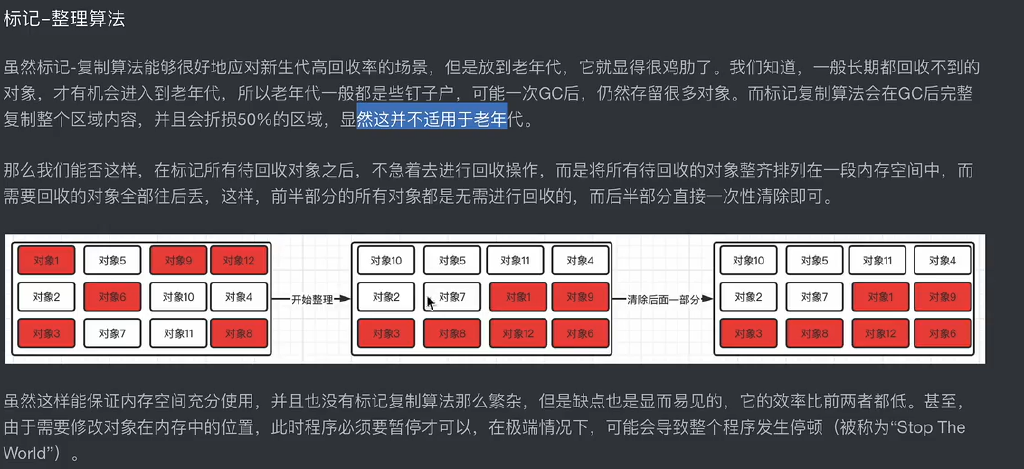 标记-整理算法
虽然标记-复制算法能够很好地应对新生代高回收率的场景，但是放到老年代，它就显得很鸡肋了。我们知道，一般长期都回收不到的
对象，才有机会进入到老年代，所以老年代一般都是些钉子户，可能一次GC后，仍然存留很多对象。而标记复制算法会在GC后完整
复制整个区域内容，并且会折损50%的区域，显然这并不适用于老年代。
那么我们能否这样，在标记所有待回收对象之后，不急着去进行回收操作，而是将所有待回收的对象整齐排列在一段内存空间中，而
需要回收的对象全部往后丢，这样，前半部分的所有对象都是无需进行回收的，而后半部分直接一次性清除即可。
对象1 对象5 对象9 对象12
对象2 对象6 对象10 对象4
对象3 对象7 对象11 对象8
开始整理
对象10 对象5 对象11 对象4
对象2 对象7 对象1 对象9
对象3 对象8 对象12 对象6
清除后面一部分
对象10 对象5 对象11 对象4
对象2 对象7 对象1 对象9
对象3 对象8 对象12 对象6
虽然这样能保证内存空间充分使用，并且也没有标记复制算法那么繁杂，但是缺点也是显而易见的，它的效率比前两者都低。甚至，
由于需要修改对象在内存中的位置，此时程序必须要暂停才可以，在极端情况下，可能会导致整个程序发生停顿（被称为“Stop The
World”）。